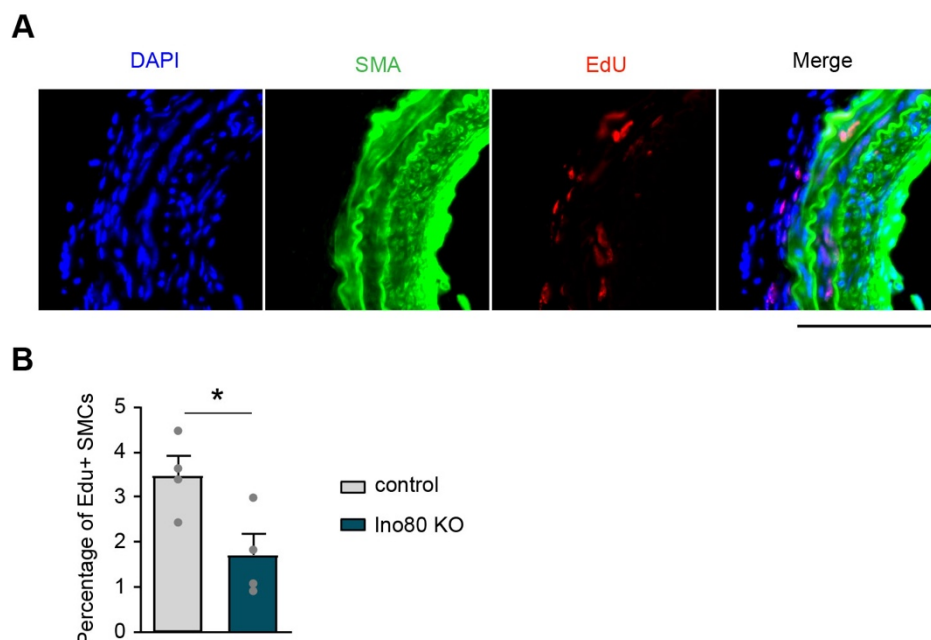 A
DAPI
SMA
EdU
Merge
B
Percentage of Edu+ SMCs
5
4
3
2
1
0
*
control
Ino80 KO